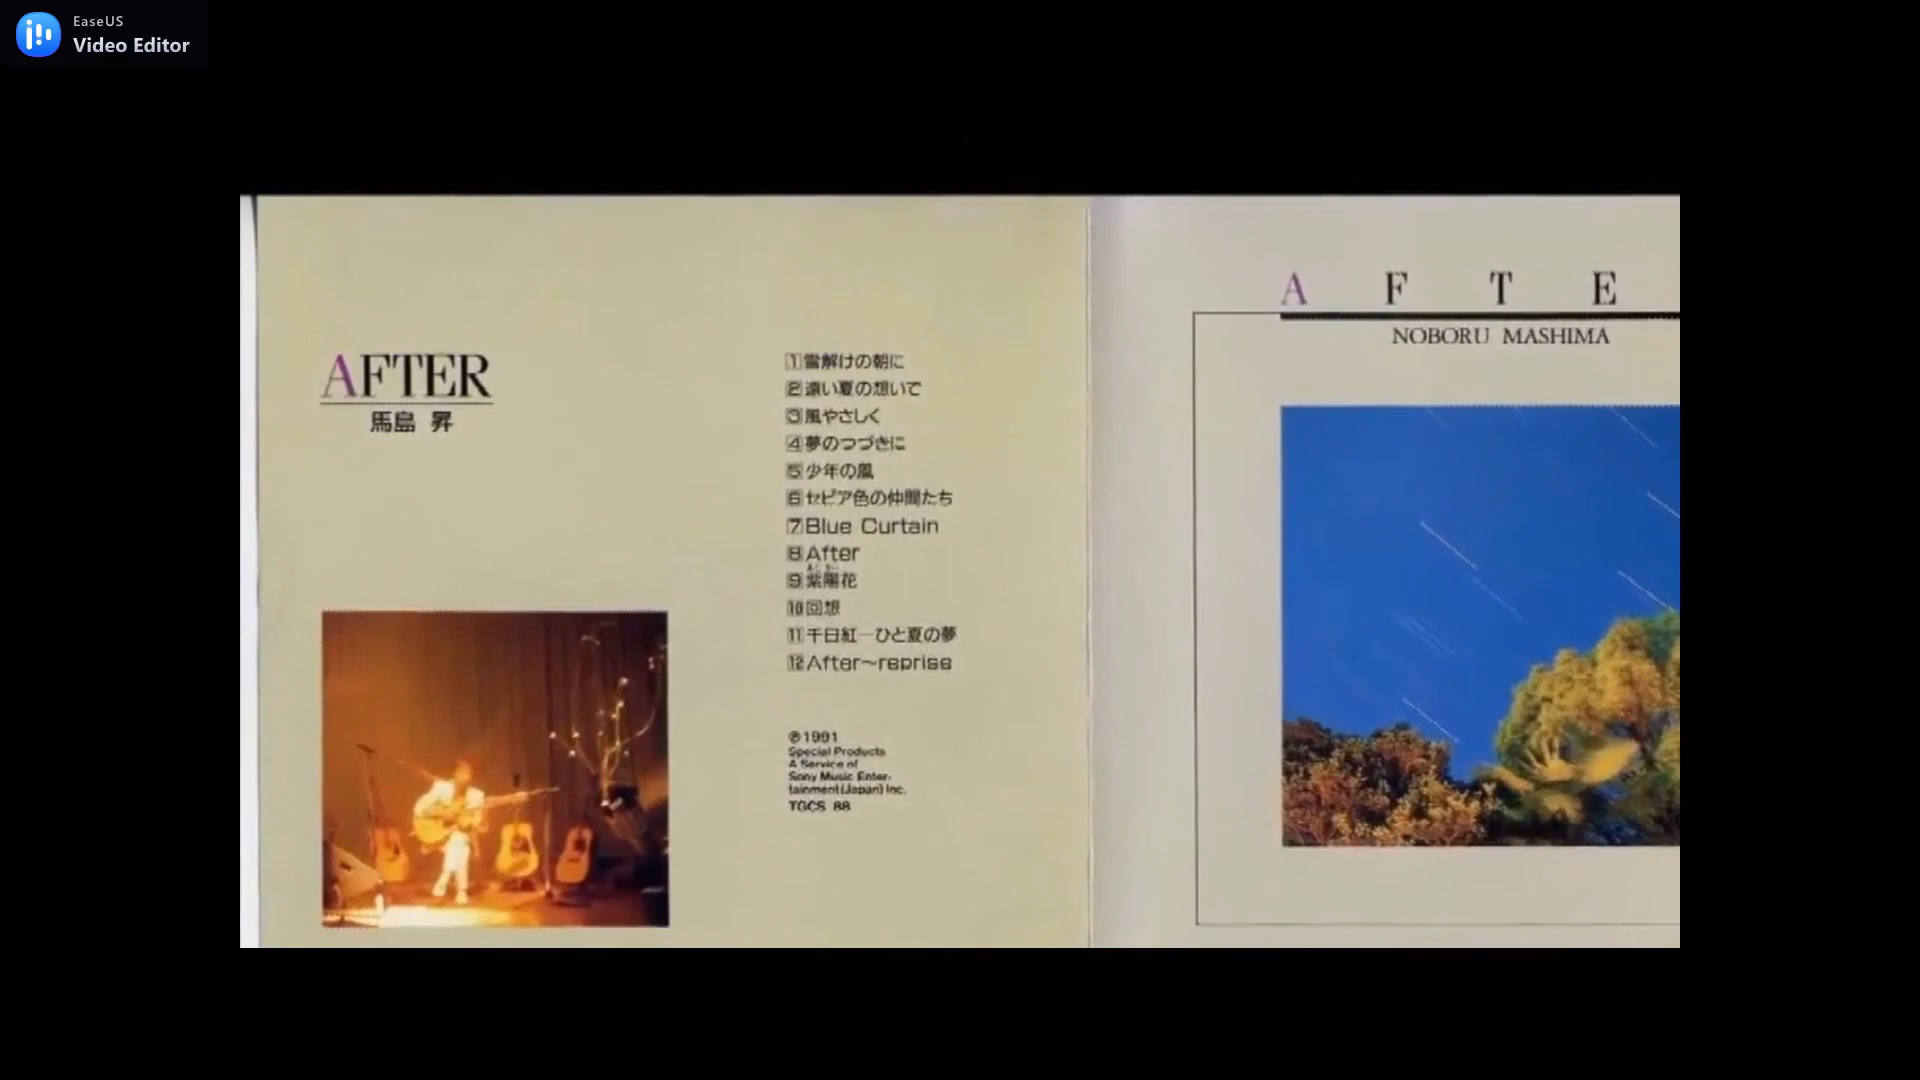 EaseUS
Video Editor
AFTER
馬島 昇
1 雪解けの朝に
2 遠い夏の想いで
3 風やさしく
4 夢のつづきに
5 少年の風
6 セピア色の仲間たち
7 Blue Curtain
8 After
あじさい
9 紫陽花
10 回想
11 千日紅―ひと夏の夢
12 After~reprise
℗1991
Special Products
A Service of
Sony Music Enter-
tainment(Japan) Inc.
TGCS 88
A F T E
NOBORU MASHIMA